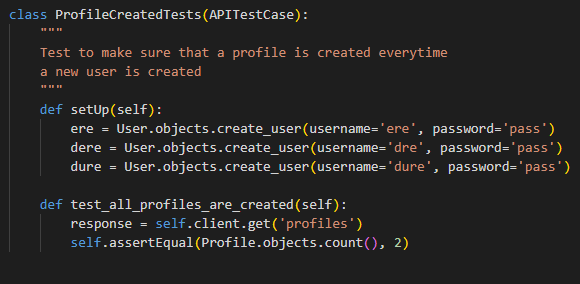 class ProfileCreatedTests(APITestCase):
"""
Test to make sure that a profile is created everytime
a new user is created
"""
def setUp(self):
ere = User.objects.create_user(username='ere', password='pass')
dere = User.objects.create_user(username='dre', password='pass')
dure = User.objects.create_user(username='dure', password='pass')
def test_all_profiles_are_created(self):
response = self.client.get('profiles')
self.assertEqual(Profile.objects.count(), 2)